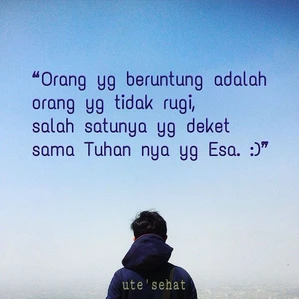 “Orang yg beruntung adalah
orang yg tidak rugi,
salah satunya yg deket
sama Tuhan nya yg Esa. :)”
ute'sehat